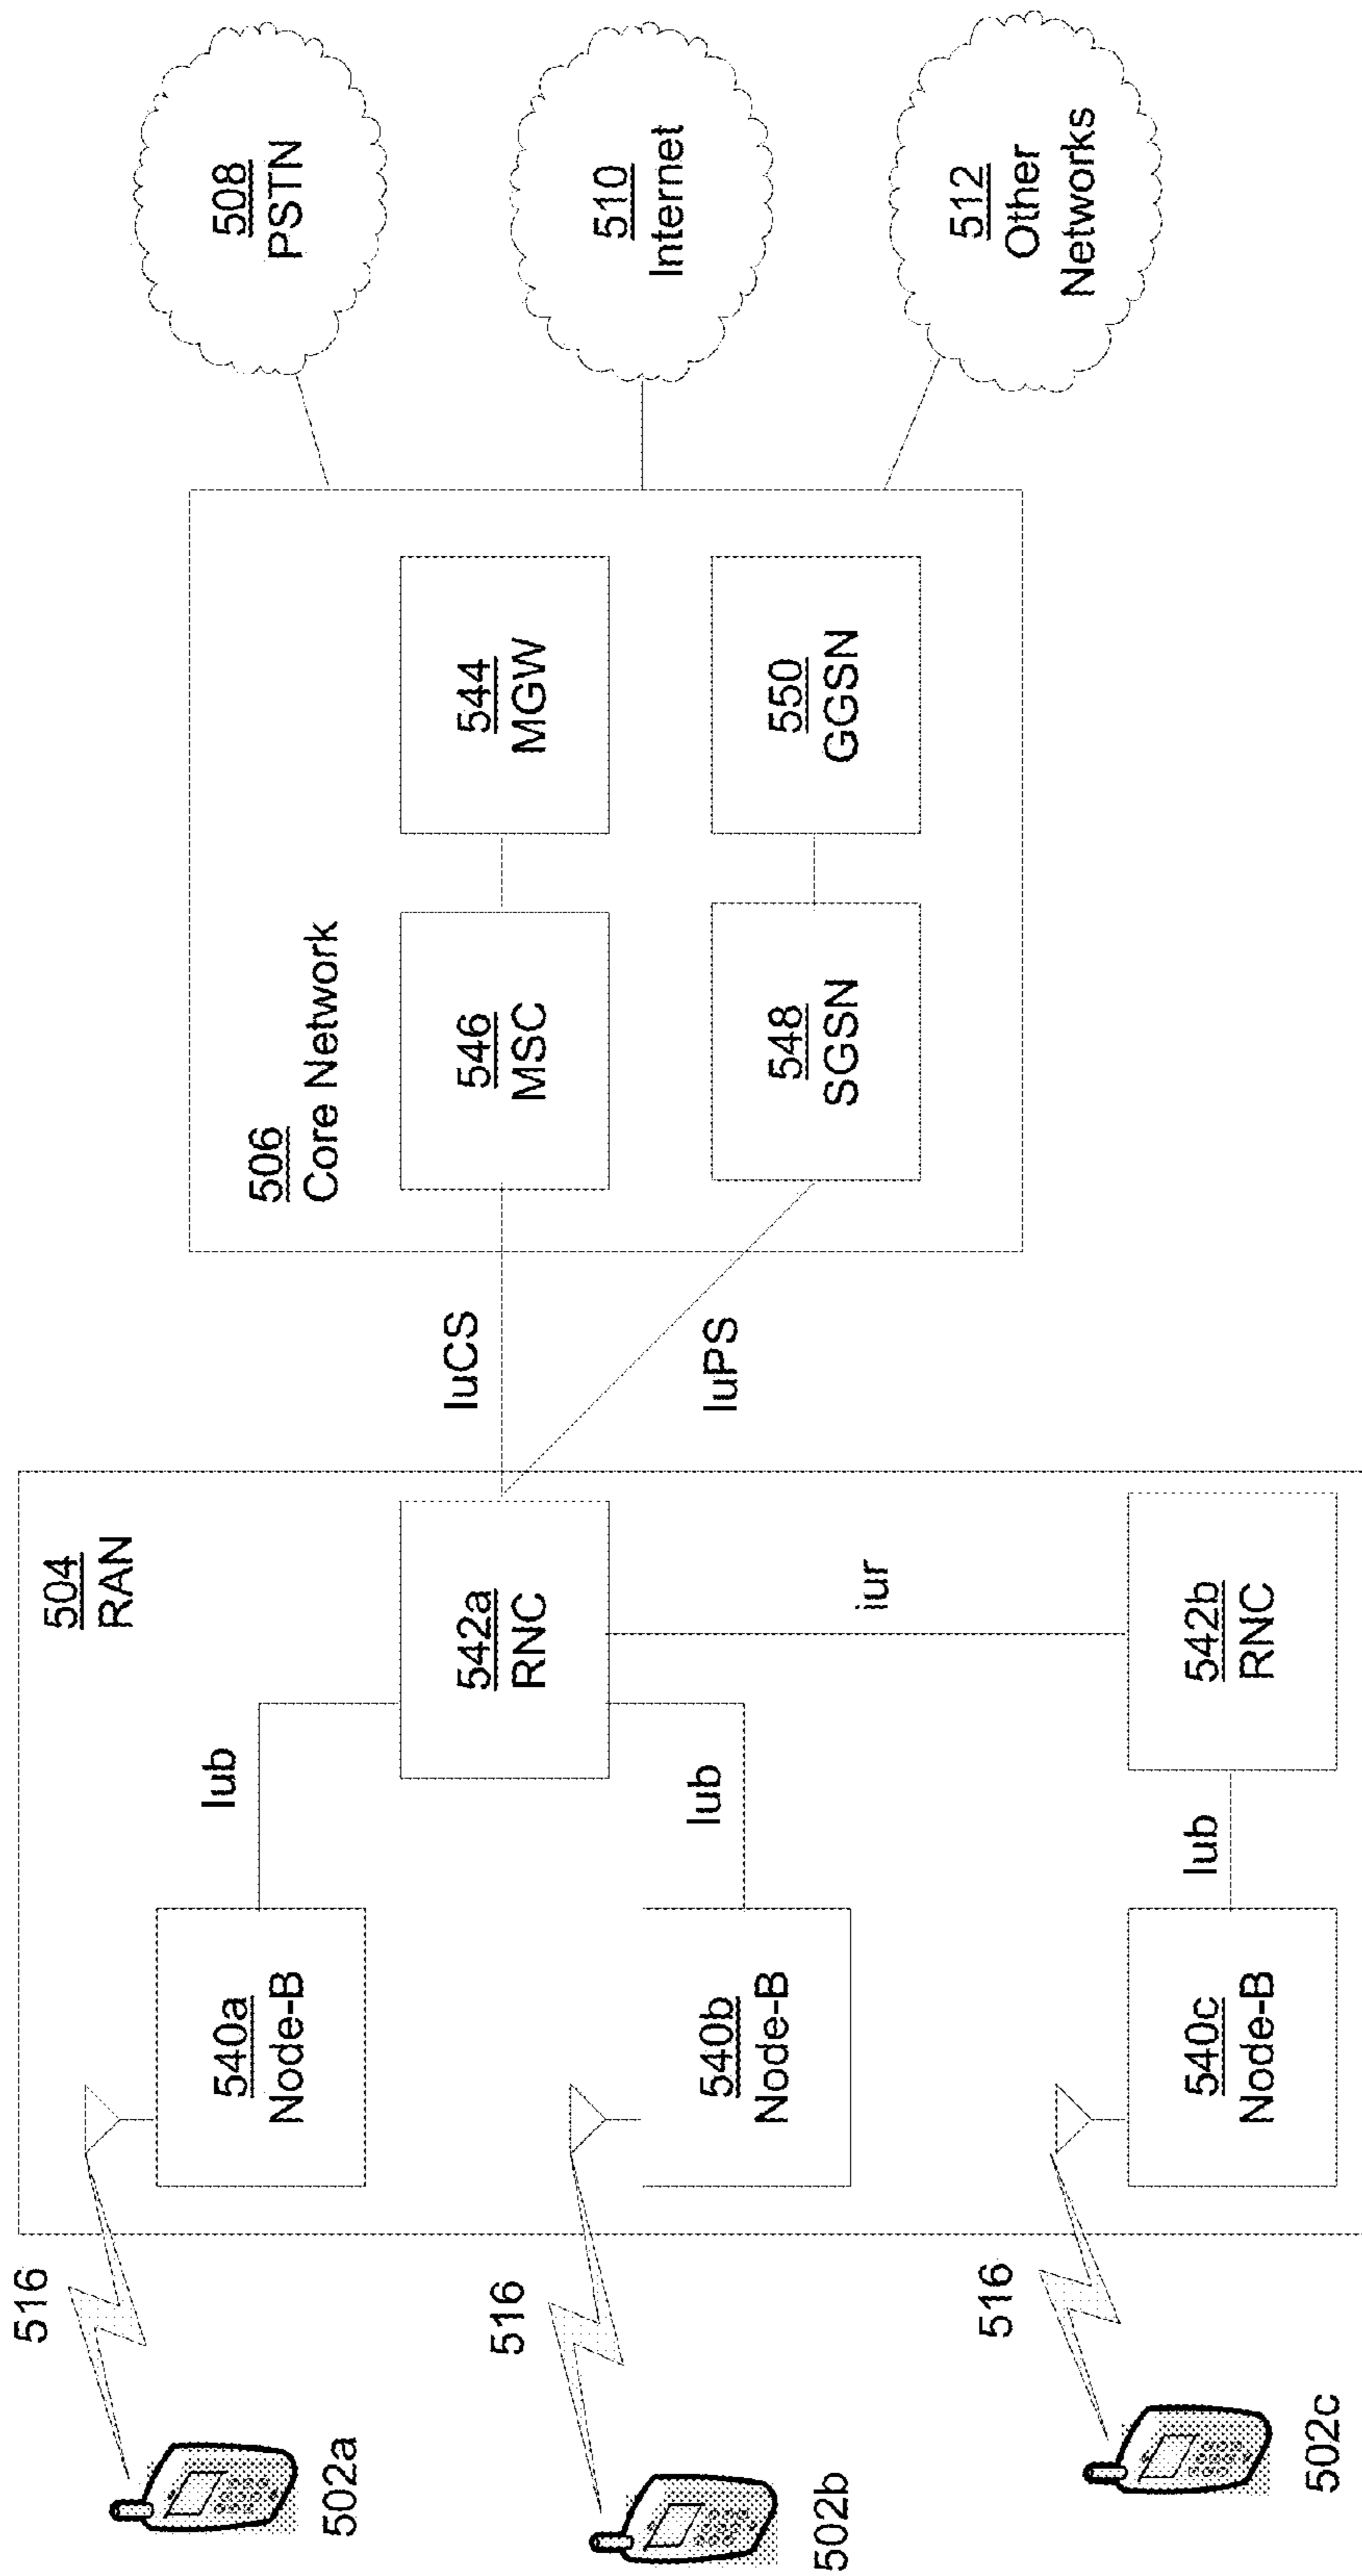 516
502a
516
502b
516
502c
504
RAN
540a
Node-B
540b
Node-B
540c
Node-B
Iub
Iub
Iub
542a
RNC
iur
542b
RNC
IuCS
IuPS
506
Core Network
546
MSC
544
MGW
548
SGSN
550
GGSN
508
PSTN
510
Internet
512
Other
Networks